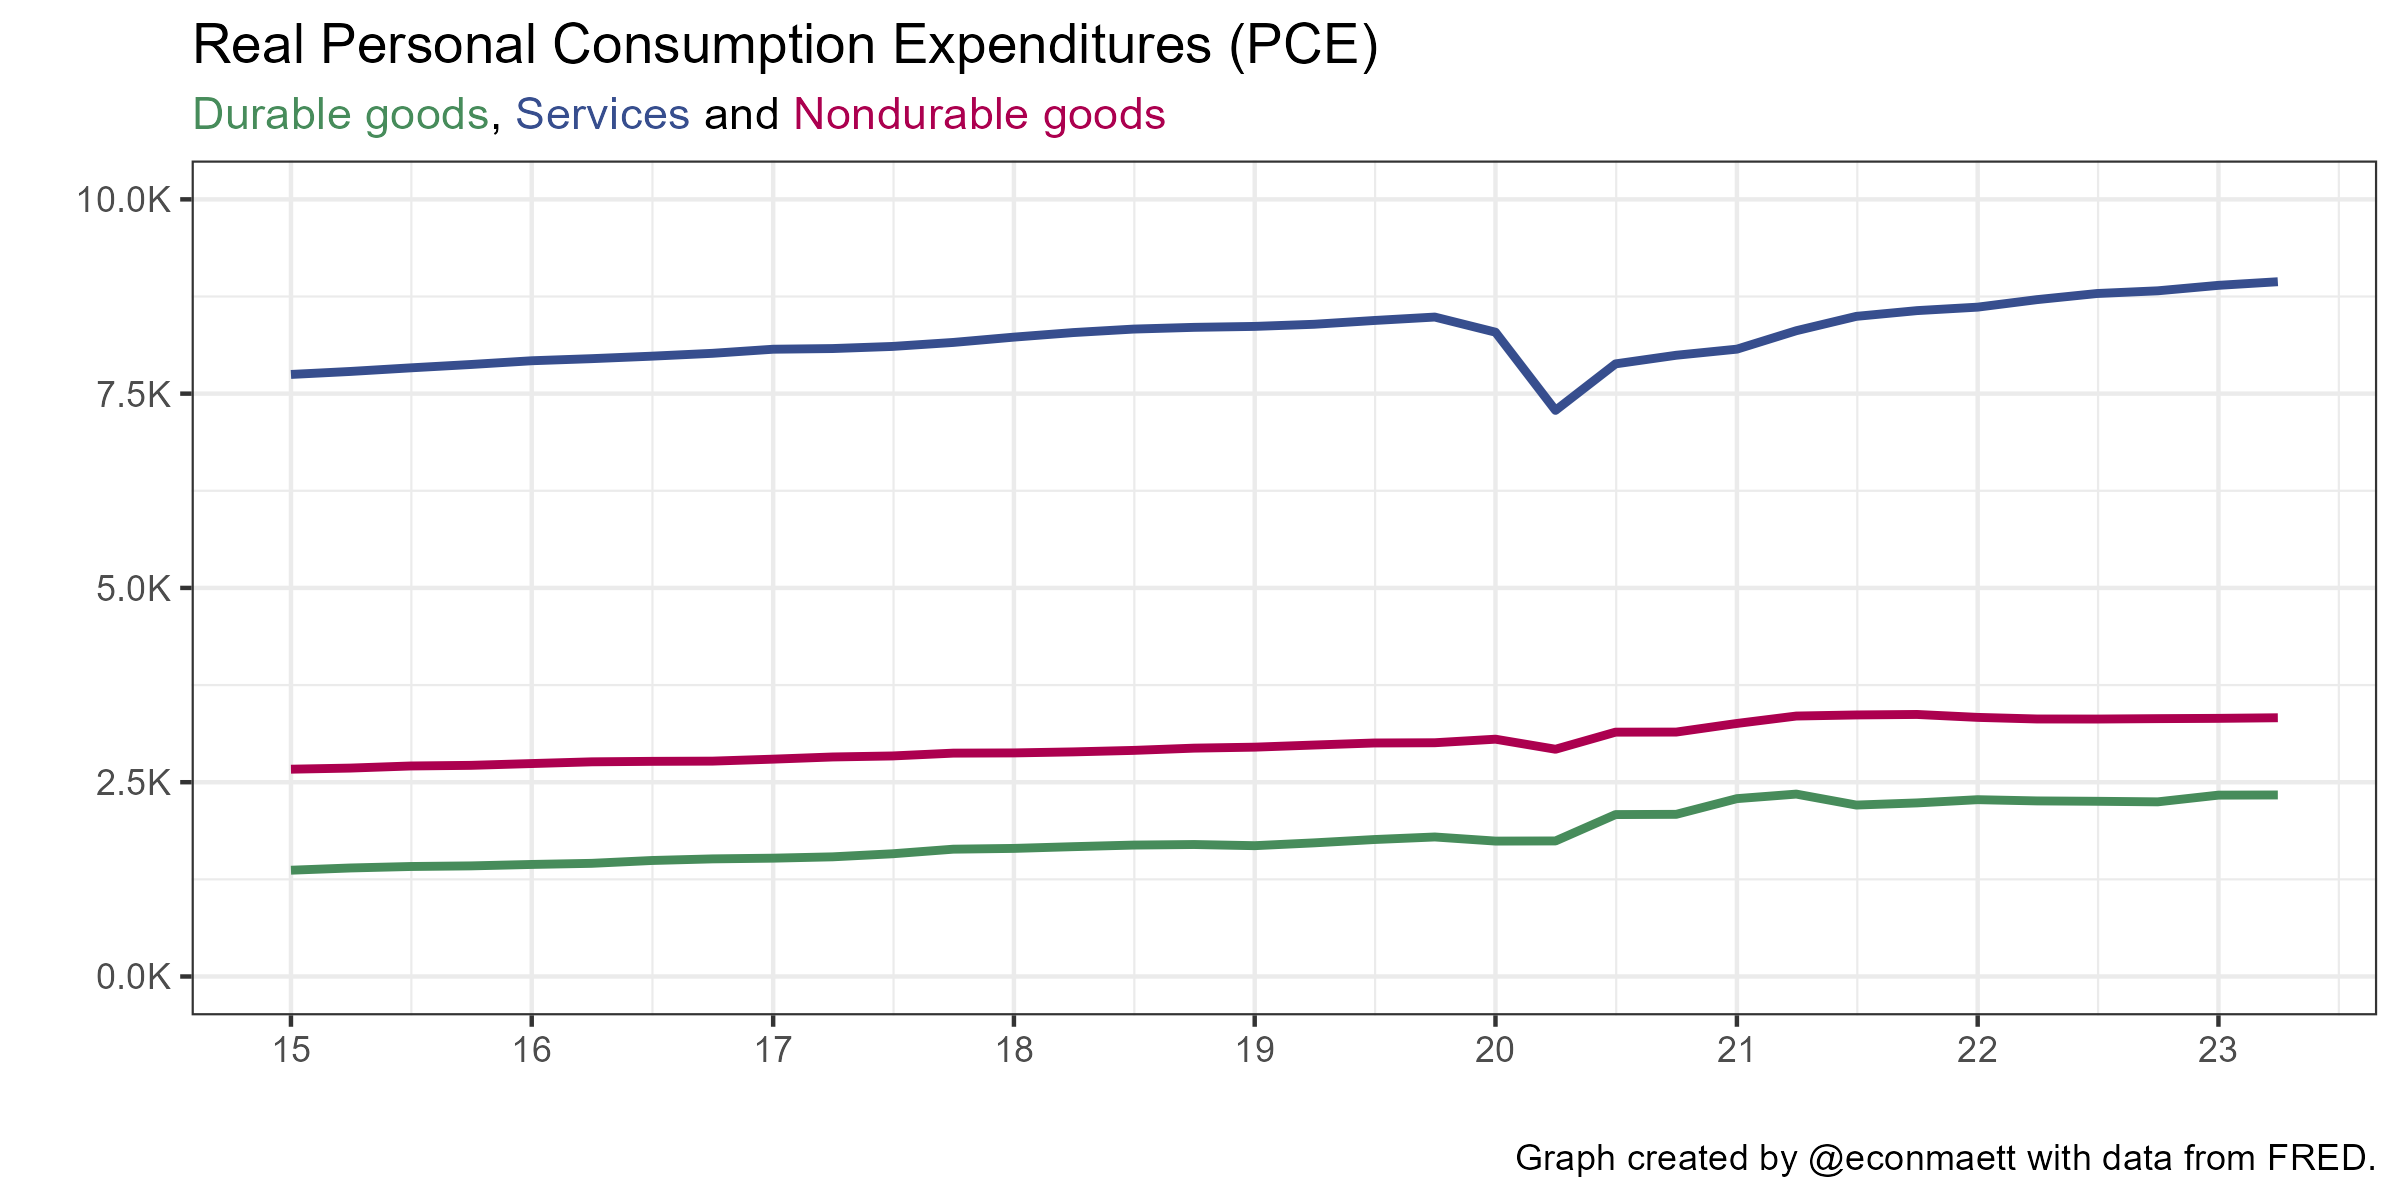 Real Personal Consumption Expenditures (PCE)
Durable goods, Services and Nondurable goods
10.0K
7.5K
5.0K
2.5K
0.0K
15 16 17 18 19 20 21 22 23
Graph created by @econmaett with data from FRED.